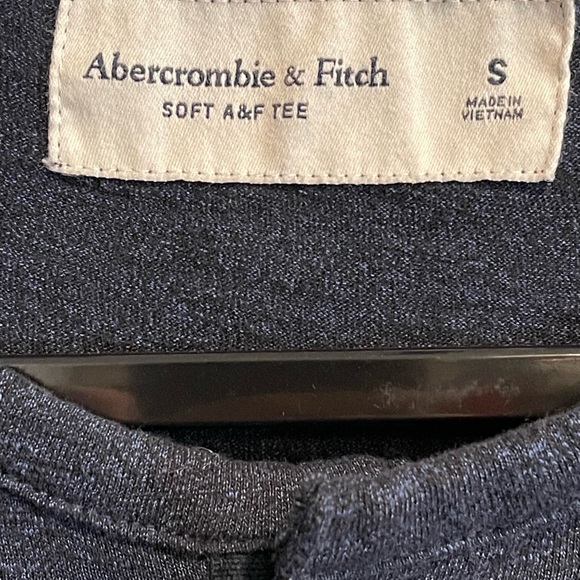 Abercrombie & Fitch
SOFT A&F TEE
S
MADE IN
VIETNAM